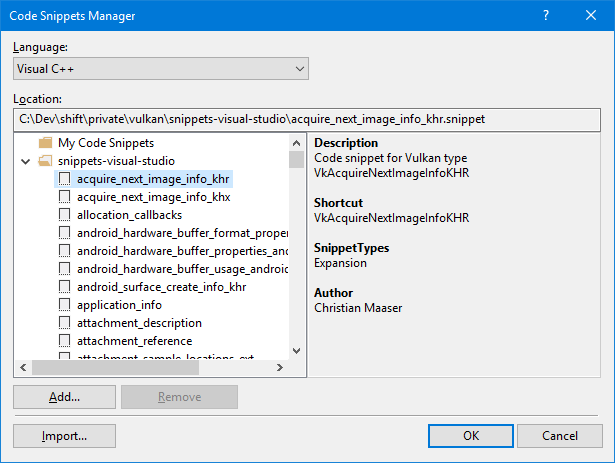 Code Snippets Manager
?
Language:
Visual C++
Location:
C:\Dev\shift\private\vulkan\snippets-visual-studio\acquire_next_image_info_khr.snippet
My Code Snippets
snippets-visual-studio
acquire_next_image_info_khr
acquire_next_image_info_khx
allocation_callbacks
android_hardware_buffer_format_proper
android_hardware_buffer_properties_and
android_hardware_buffer_usage_android
android_surface_create_info_khr
application_info
attachment_description
attachment_reference
attachment_sample_locations_ext
Description
Code snippet for Vulkan type
VkAcquireNextImageInfoKHR
Shortcut
VkAcquireNextImageInfoKHR
SnippetTypes
Expansion
Author
Christian Maaser
Add...
Remove
Import...
OK
Cancel